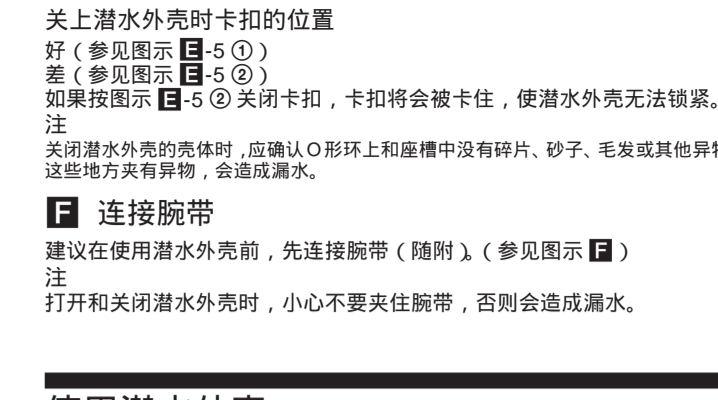 关上潜水外壳时卡扣的位置
好（参见图示 E-5 ①）
差（参见图示 E-5 ②）
如果按图示 E-5 ② 关闭卡扣，卡扣将会被卡住，使潜水外壳无法锁紧。
注
关闭潜水外壳的壳体时，应确认O形环上和座槽中没有碎片、砂子、毛发或其他异物
这些地方夹有异物，会造成漏水。
F 连接腕带
建议在使用潜水外壳前，先连接腕带（随附）。（参见图示 F）
注
打开和关闭潜水外壳时，小心不要夹住腕带，否则会造成漏水。